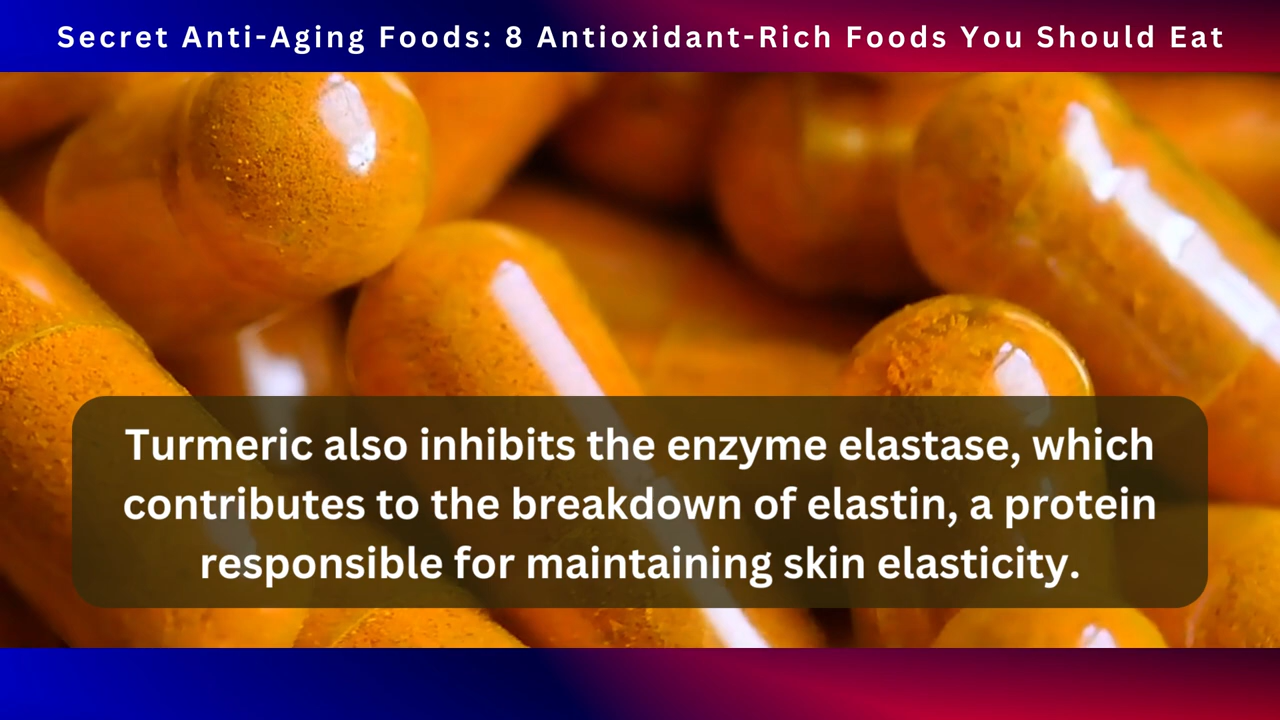 Secret Anti-Aging Foods: 8 Antioxidant-Rich Foods You Should Eat
Turmeric also inhibits the enzyme elastase, which
contributes to the breakdown of elastin, a protein
responsible for maintaining skin elasticity.